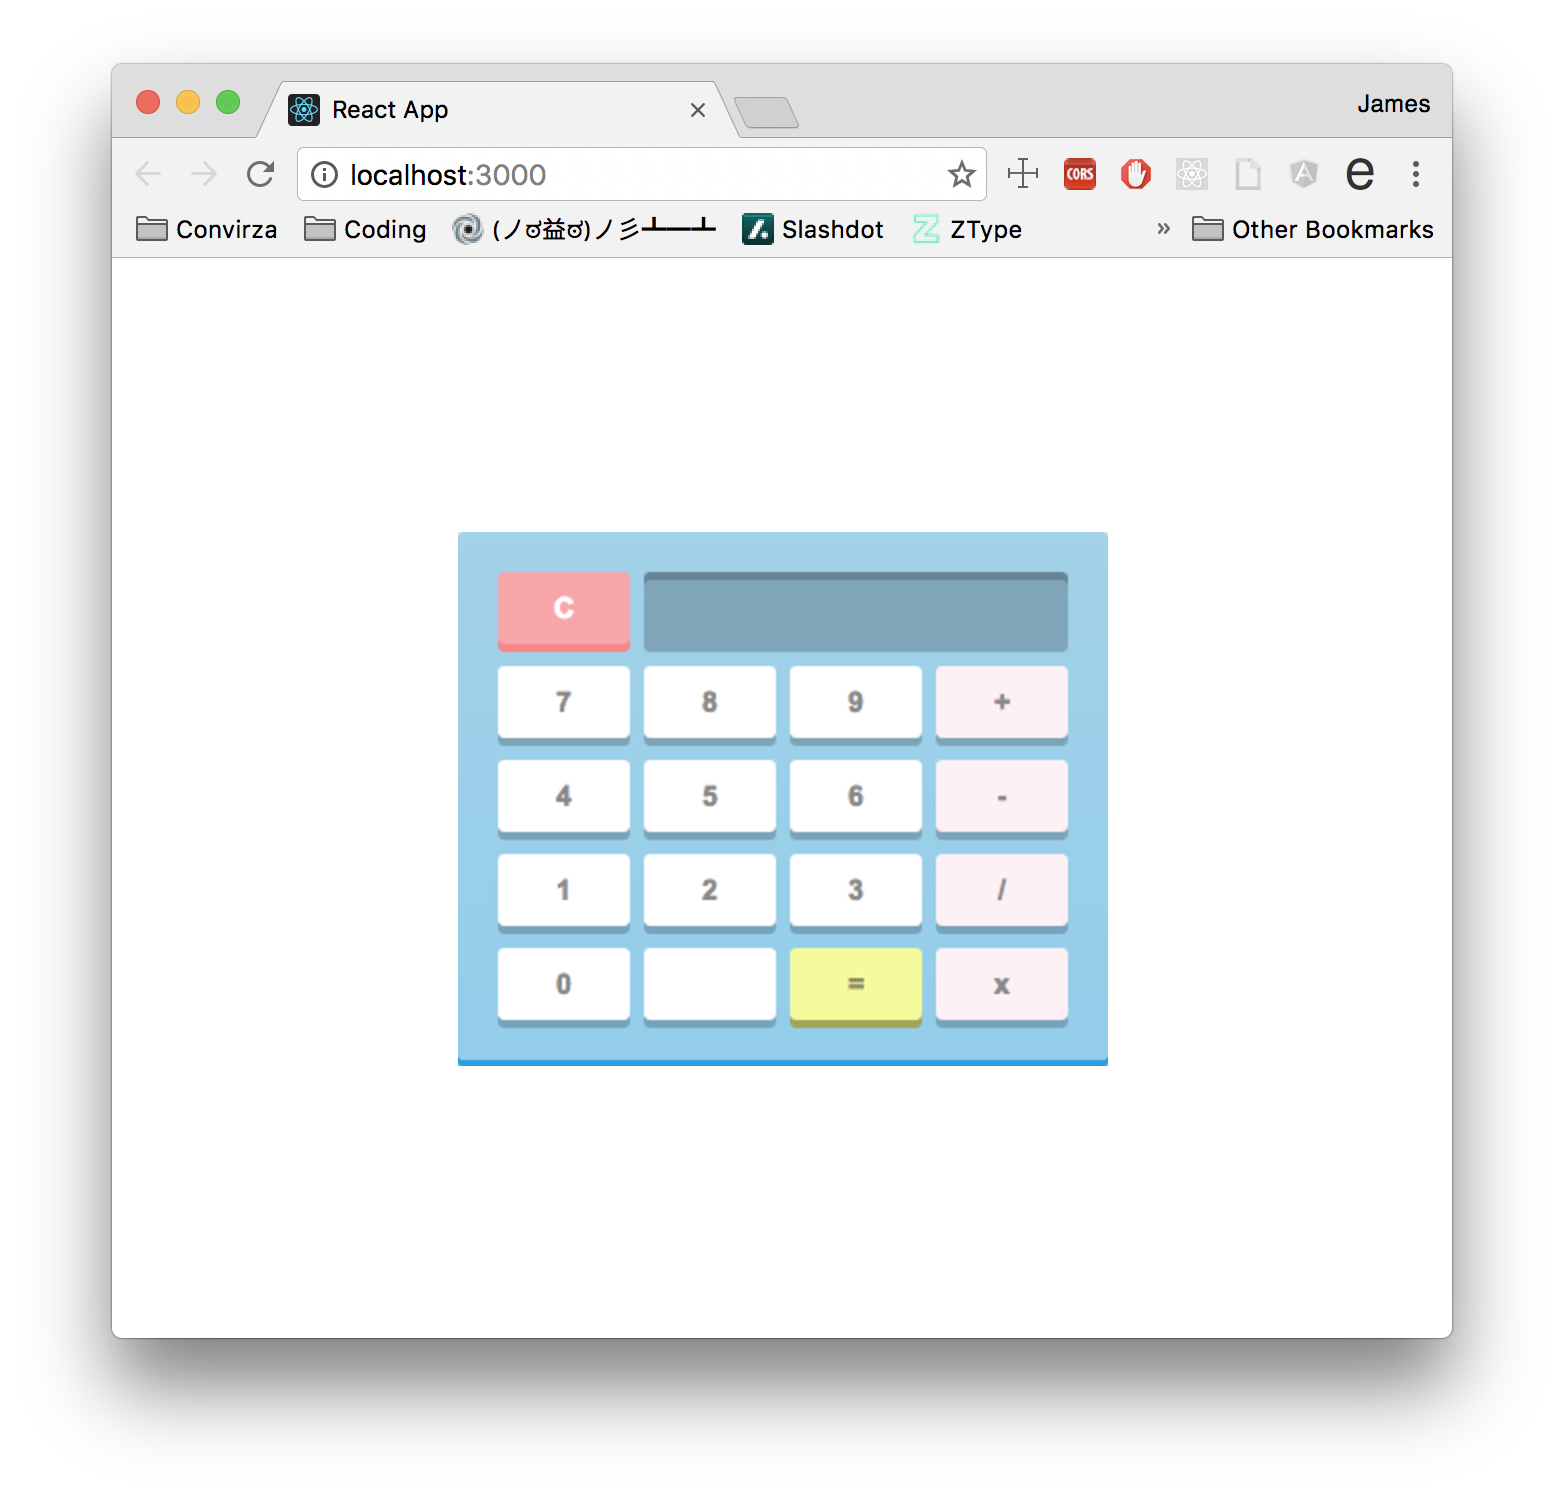 React App
James
localhost:3000
CORS
A
e
Convirza
Coding
(ノಠ益ಠ)ノ彡┻━┻
Slashdot
ZType
»
Other Bookmarks
C
7 8 9 +
4 5 6 -
1 2 3 /
0 = x